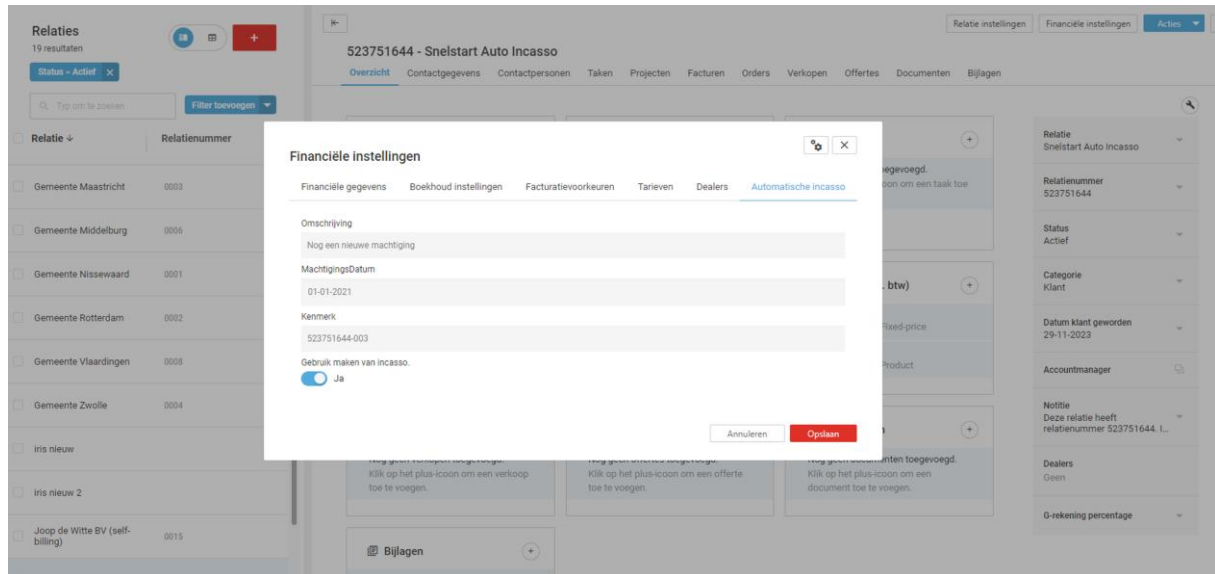 Relaties
19 resultaten
Status - Actief
Typ om te zoeken
Filter toevoegen
Relatie
Relatienummer
Gemeente Maastricht 0003
Gemeente Middelburg 0006
Gemeente Nissewaard 0001
Gemeente Rotterdam 0002
Gemeente Vlaardingen 0008
Gemeente Zwolle 0004
iris nieuw
iris nieuw 2
Joop de Witte BV (self-
billing)
0015
Relatie instellingen
Financiële instellingen
Acties
523751644 - Snelstart Auto Incasso
Overzicht Contactgegevens Contactpersonen Taken Projecten Facturen Orders Verkopen Offertes Documenten Bijlagen
Financiële instellingen
Financiële gegevens Boekhoud instellingen Facturatievoorkeuren Tarieven Dealers Automatische incasso
Omschrijving
Nog een nieuwe machtiging
MachtigingsDatum
01-01-2021
Kenmerk
523751644-003
Gebruik maken van incasso.
Ja
Annuleren
Opslaan
btw)
Fixed-price
Product
om een taak toe
Klik op het plus-icoon om een verkoop
toe te voegen.
Klik op het plus-icoon om een offerte
toe te voegen.
Klik op het plus-icoon om een
document toe te voegen.
Bijlagen
Relatie
Snelstart Auto Incasso
Relatienummer
523751644
Status
Actief
Categorie
Klant
Datum klant geworden
29-11-2023
Accountmanager
Notitie
Deze relatie heeft
relatienummer 523751644. I...
Dealers
Geen
G-rekening percentage